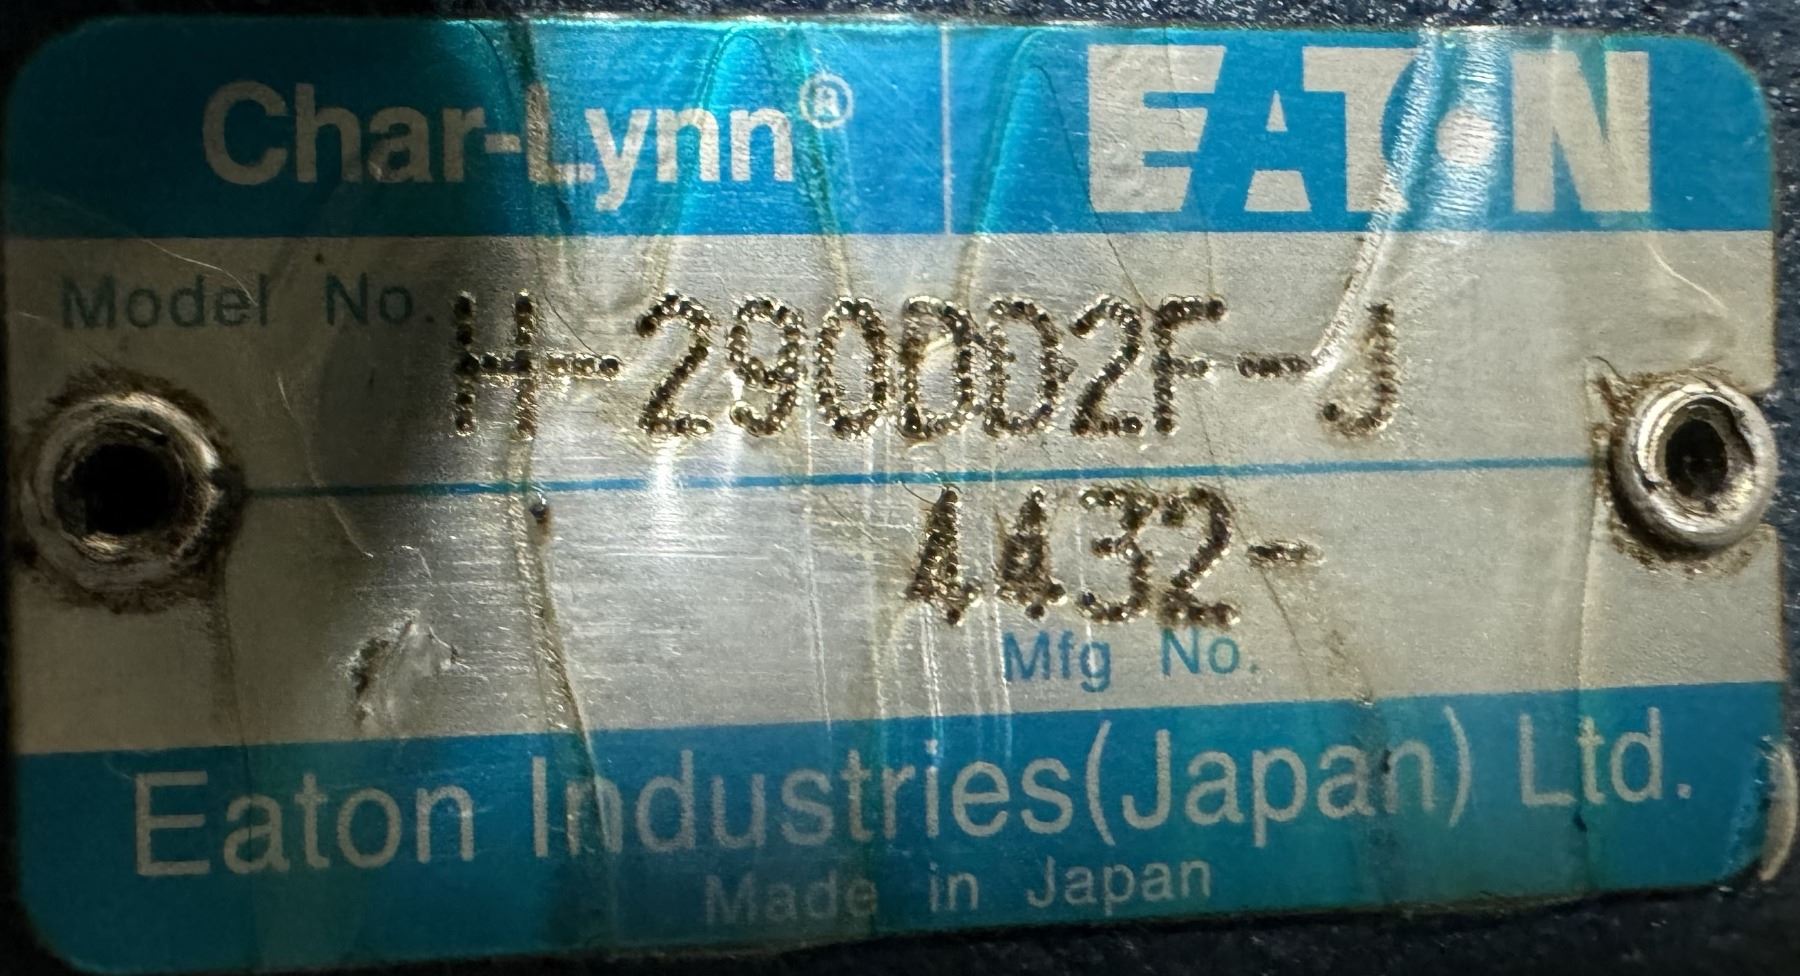 Char-Lynn® EATON
Model No. H-290DD2F-J
4432-
Mfg No.
Eaton Industries(Japan) Ltd.
Made in Japan